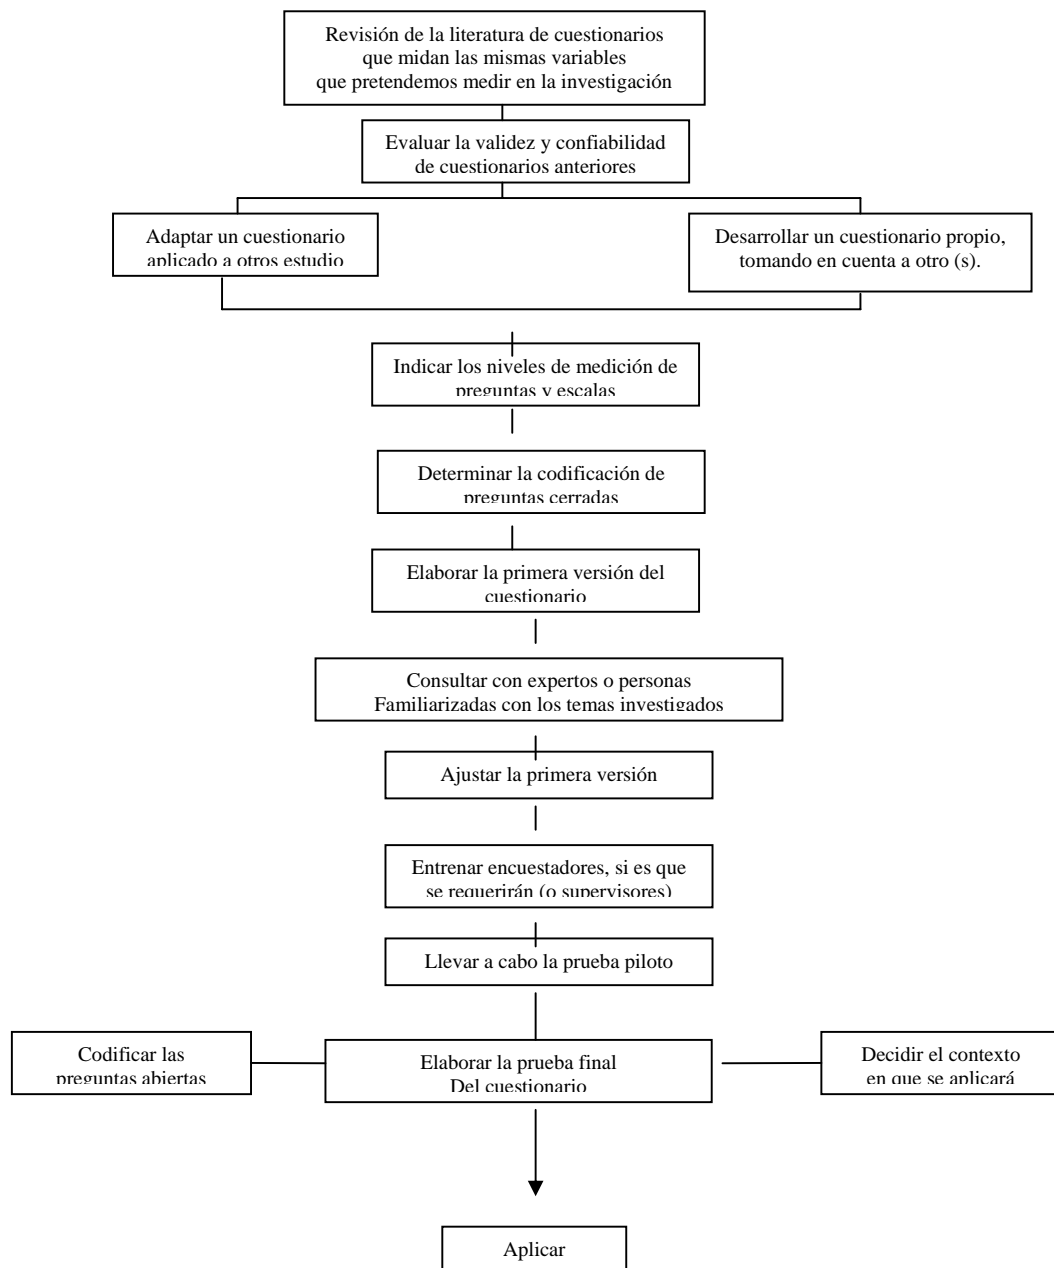 Revisión de la literatura de cuestionarios
que midan las mismas variables
que pretendemos medir en la investigación
Evaluar la validez y confiabilidad
de cuestionarios anteriores
Adaptar un cuestionario
aplicado a otros estudio
Desarrollar un cuestionario propio,
tomando en cuenta a otro (s).
Indicar los niveles de medición de
preguntas y escalas
Determinar la codificación de
preguntas cerradas
Elaborar la primera versión del
cuestionario
Consultar con expertos o personas
Familiarizadas con los temas investigados
Ajustar la primera versión
Entrenar encuestadores, si es que
se requerirán (o supervisores)
Llevar a cabo la prueba piloto
Codificar las
preguntas abiertas
Elaborar la prueba final
Del cuestionario
Decidir el contexto
en que se aplicará
Aplicar